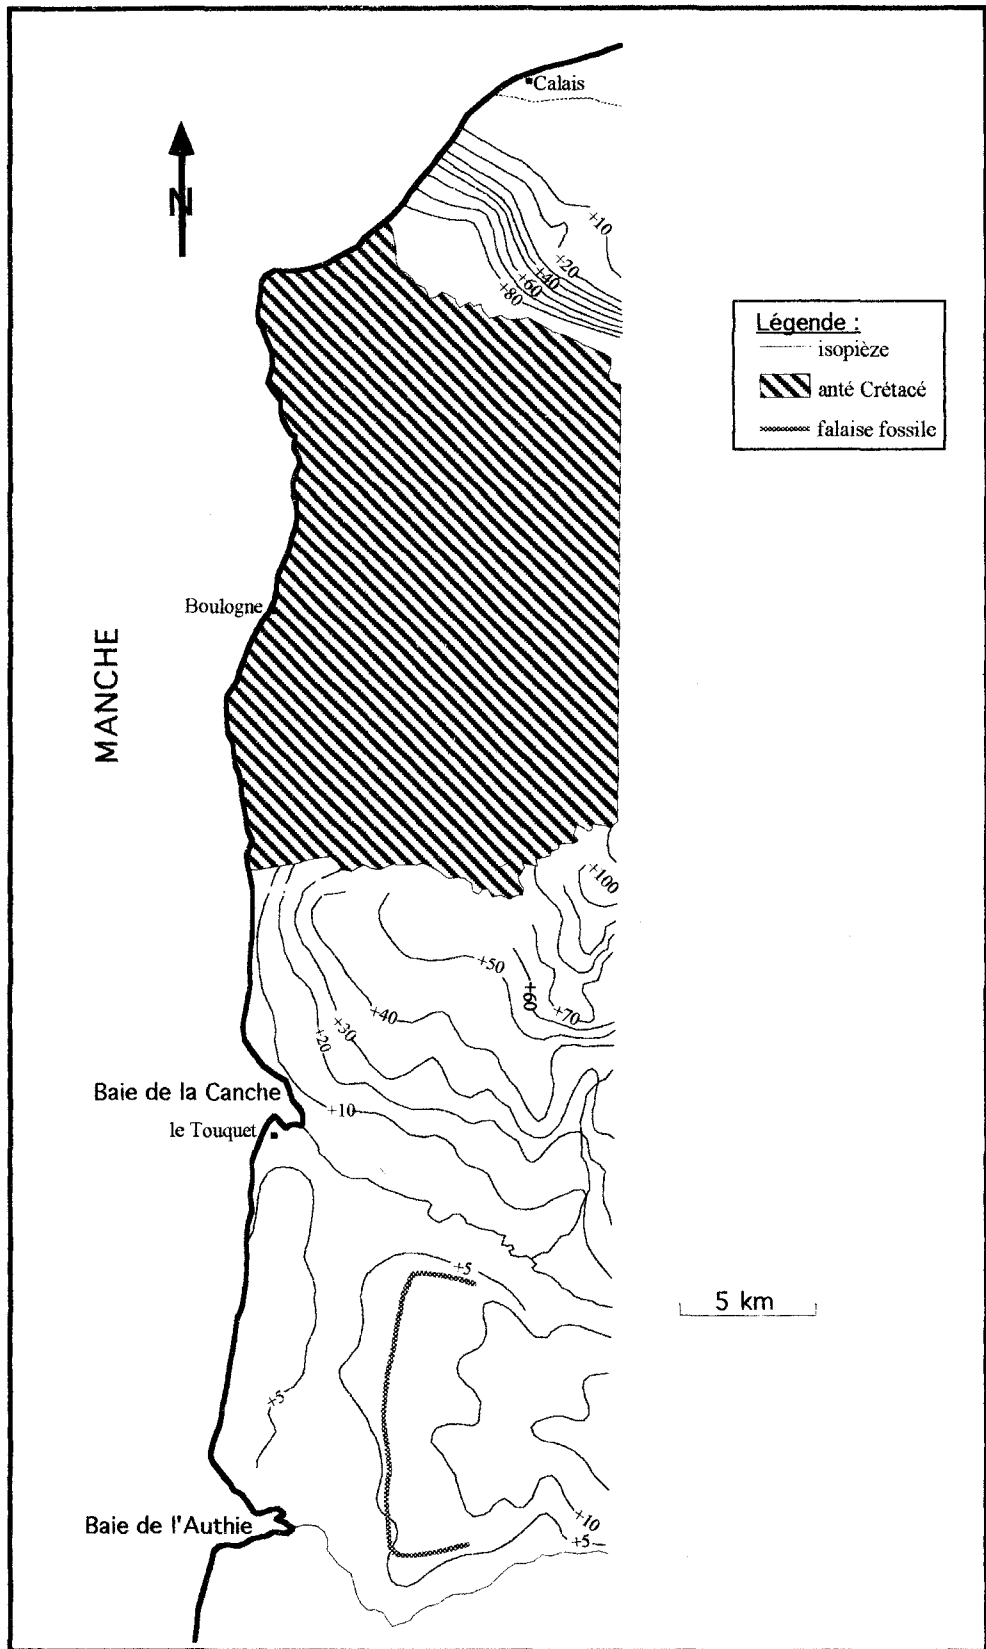 Calais
N
+10
+20
+40
+60
+80
Légende :
isopièze
anté Crétacé
falaise fossile
Boulogne
MANCHE
+100
+50
+60
+70
+40
+30
+20
Baie de la Canche
+10
le Touquet
+5
5 km
+5
+10
Baie de l'Authie
+5